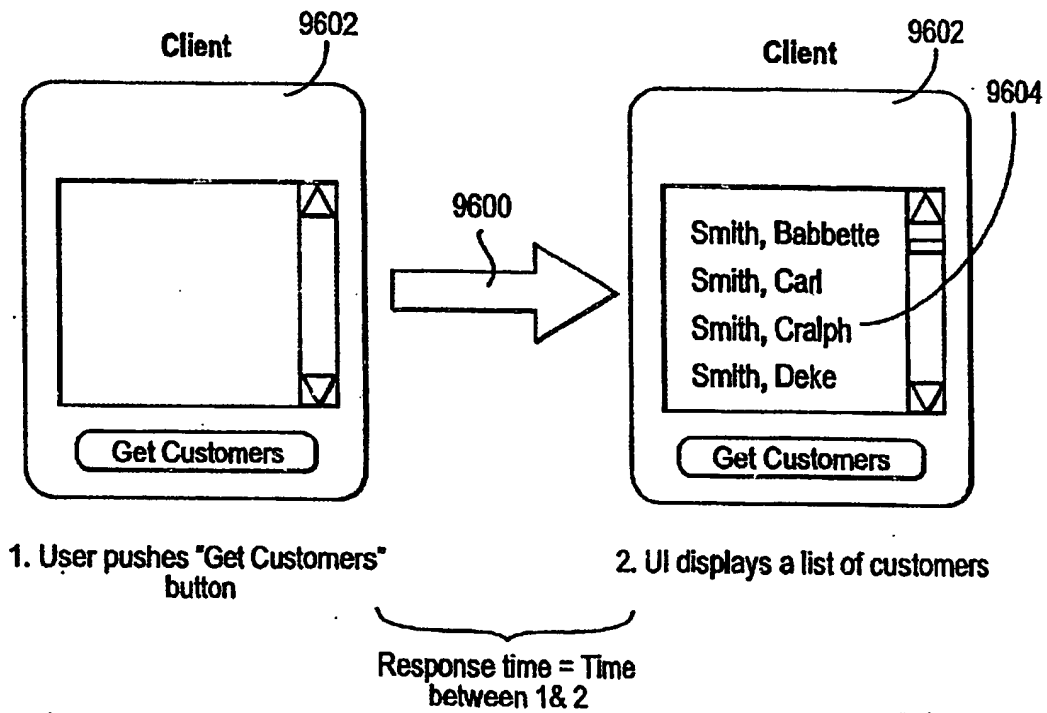 Client
9602
Client
9602
9604
9600
Smith, Babbette
Smith, Carl
Smith, Cralph
Smith, Deke
Get Customers
Get Customers
1. User pushes "Get Customers"
button
2. UI displays a list of customers
Response time = Time
between 1& 2